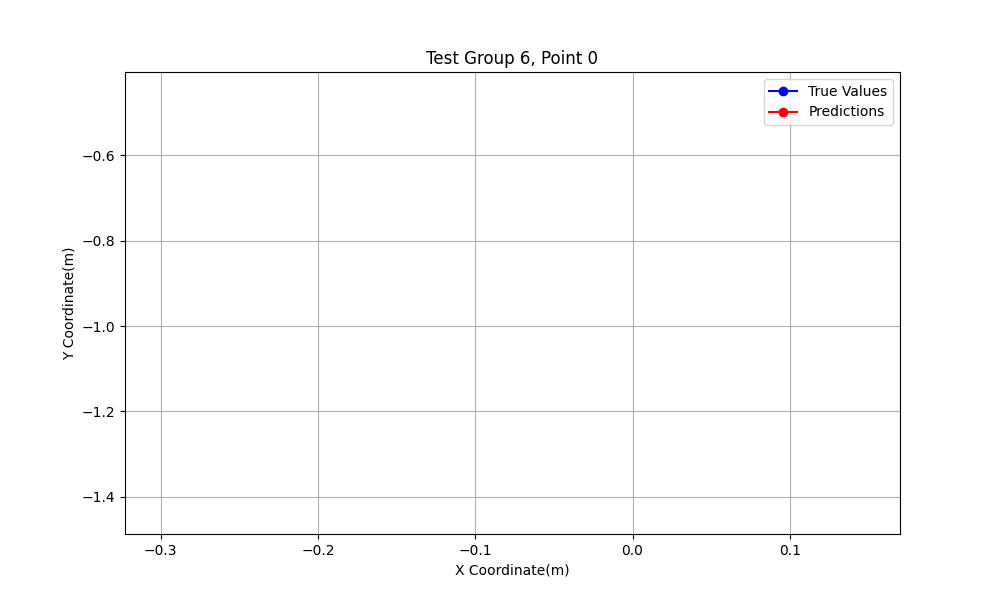 Test Group 6, Point 0
True Values
Predictions
Y Coordinate(m)
−0.6
−0.8
−1.0
−1.2
−1.4
−0.3
−0.2
−0.1
0.0
0.1
X Coordinate(m)